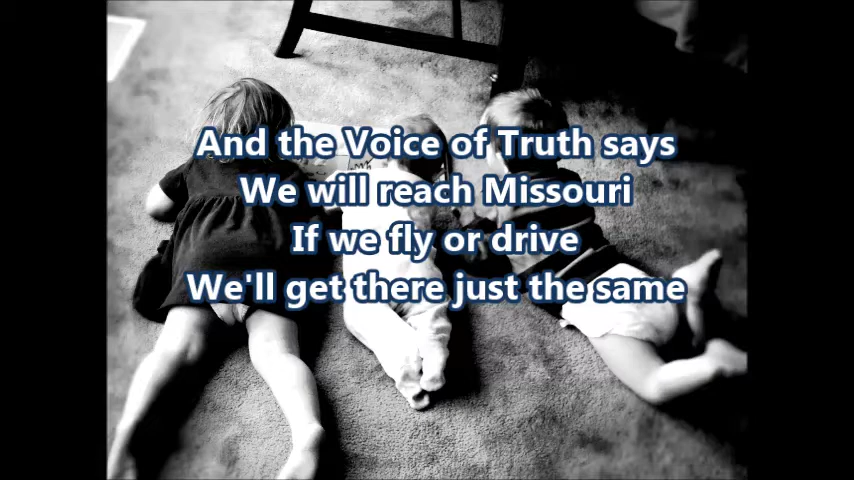 And the Voice of Truth says
We will reach Missouri
If we fly or drive
We'll get there just the same